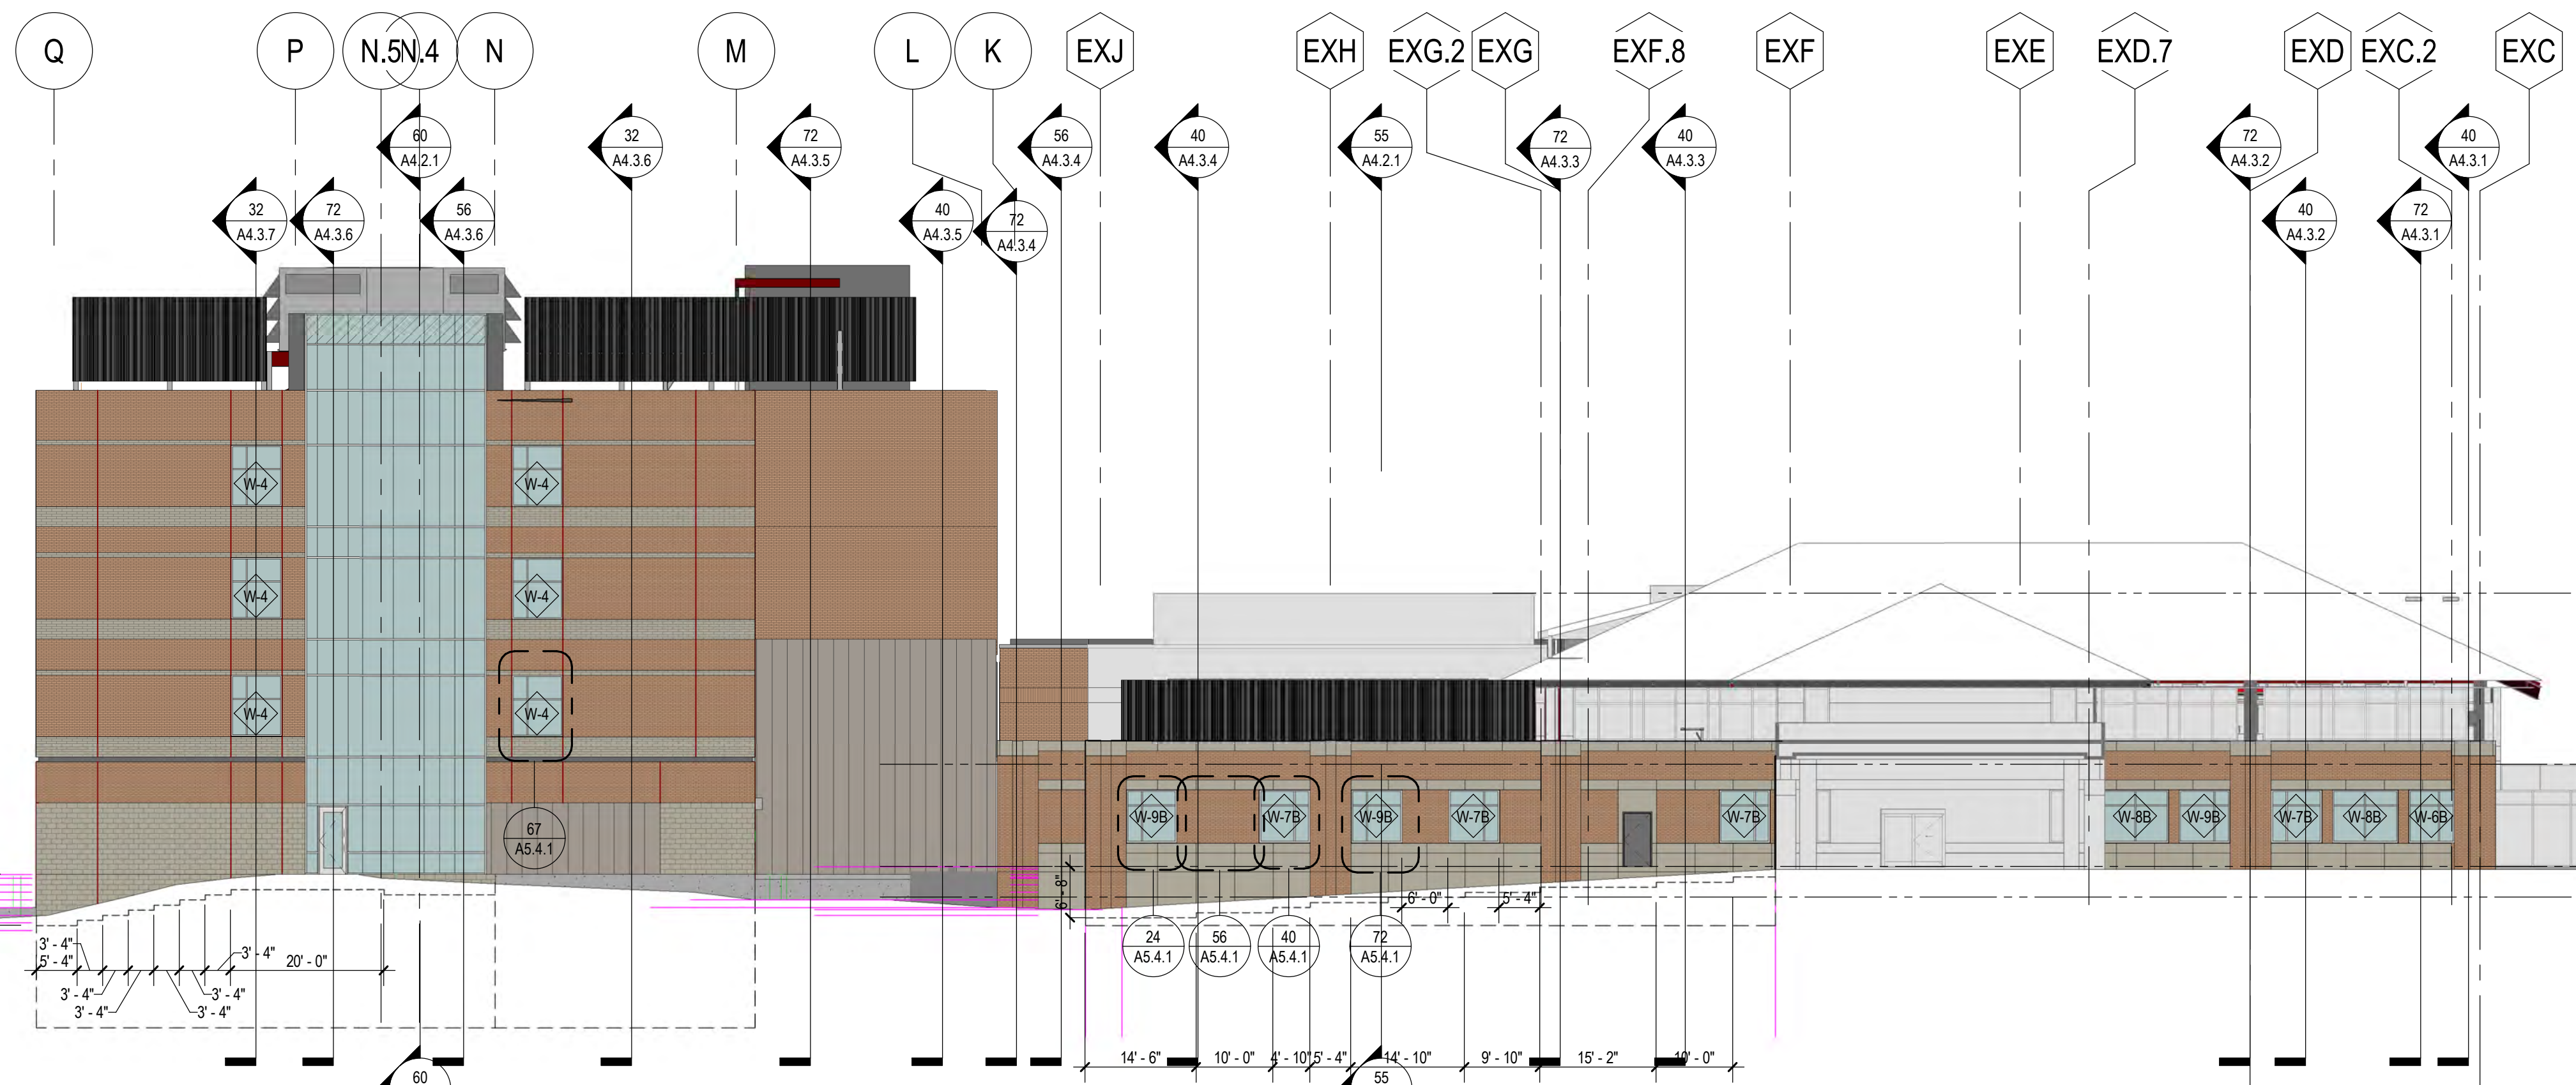 Q P N.5 N.4 N M L K EXJ EXH EXG.2 EXG EXF.8 EXF EXE EXD.7 EXD EXC.2 EXC
60 32 72 56 40 55 72 40 72 40
A4.2.1 A4.3.6 A4.3.5 A4.3.4 A4.3.4 A4.2.1 A4.3.3 A4.3.3 A4.3.2 A4.3.1
32 72 56 40 72 40 72
A4.3.7 A4.3.6 A4.3.6 A4.3.5 A4.3.4 A4.3.2 A4.3.1
W-4 W-4
W-4 W-4
W-4 W-4
W-9B W-7B W-9B W-7B W-7B W-8B W-9B W-7B W-8B W-6B
67
A5.4.1
6' - 8"
6' - 0" 5' - 4"
24 56 40 72
A5.4.1 A5.4.1 A5.4.1 A5.4.1
3' - 4" 3' - 4"
5' - 4" 20' - 0"
3' - 4" 3' - 4"
3' - 4" 3' - 4"
14' - 6" 10' - 0" 4' - 10" 5' - 4" 14' - 10" 9' - 10" 15' - 2" 10' - 0"
60 55